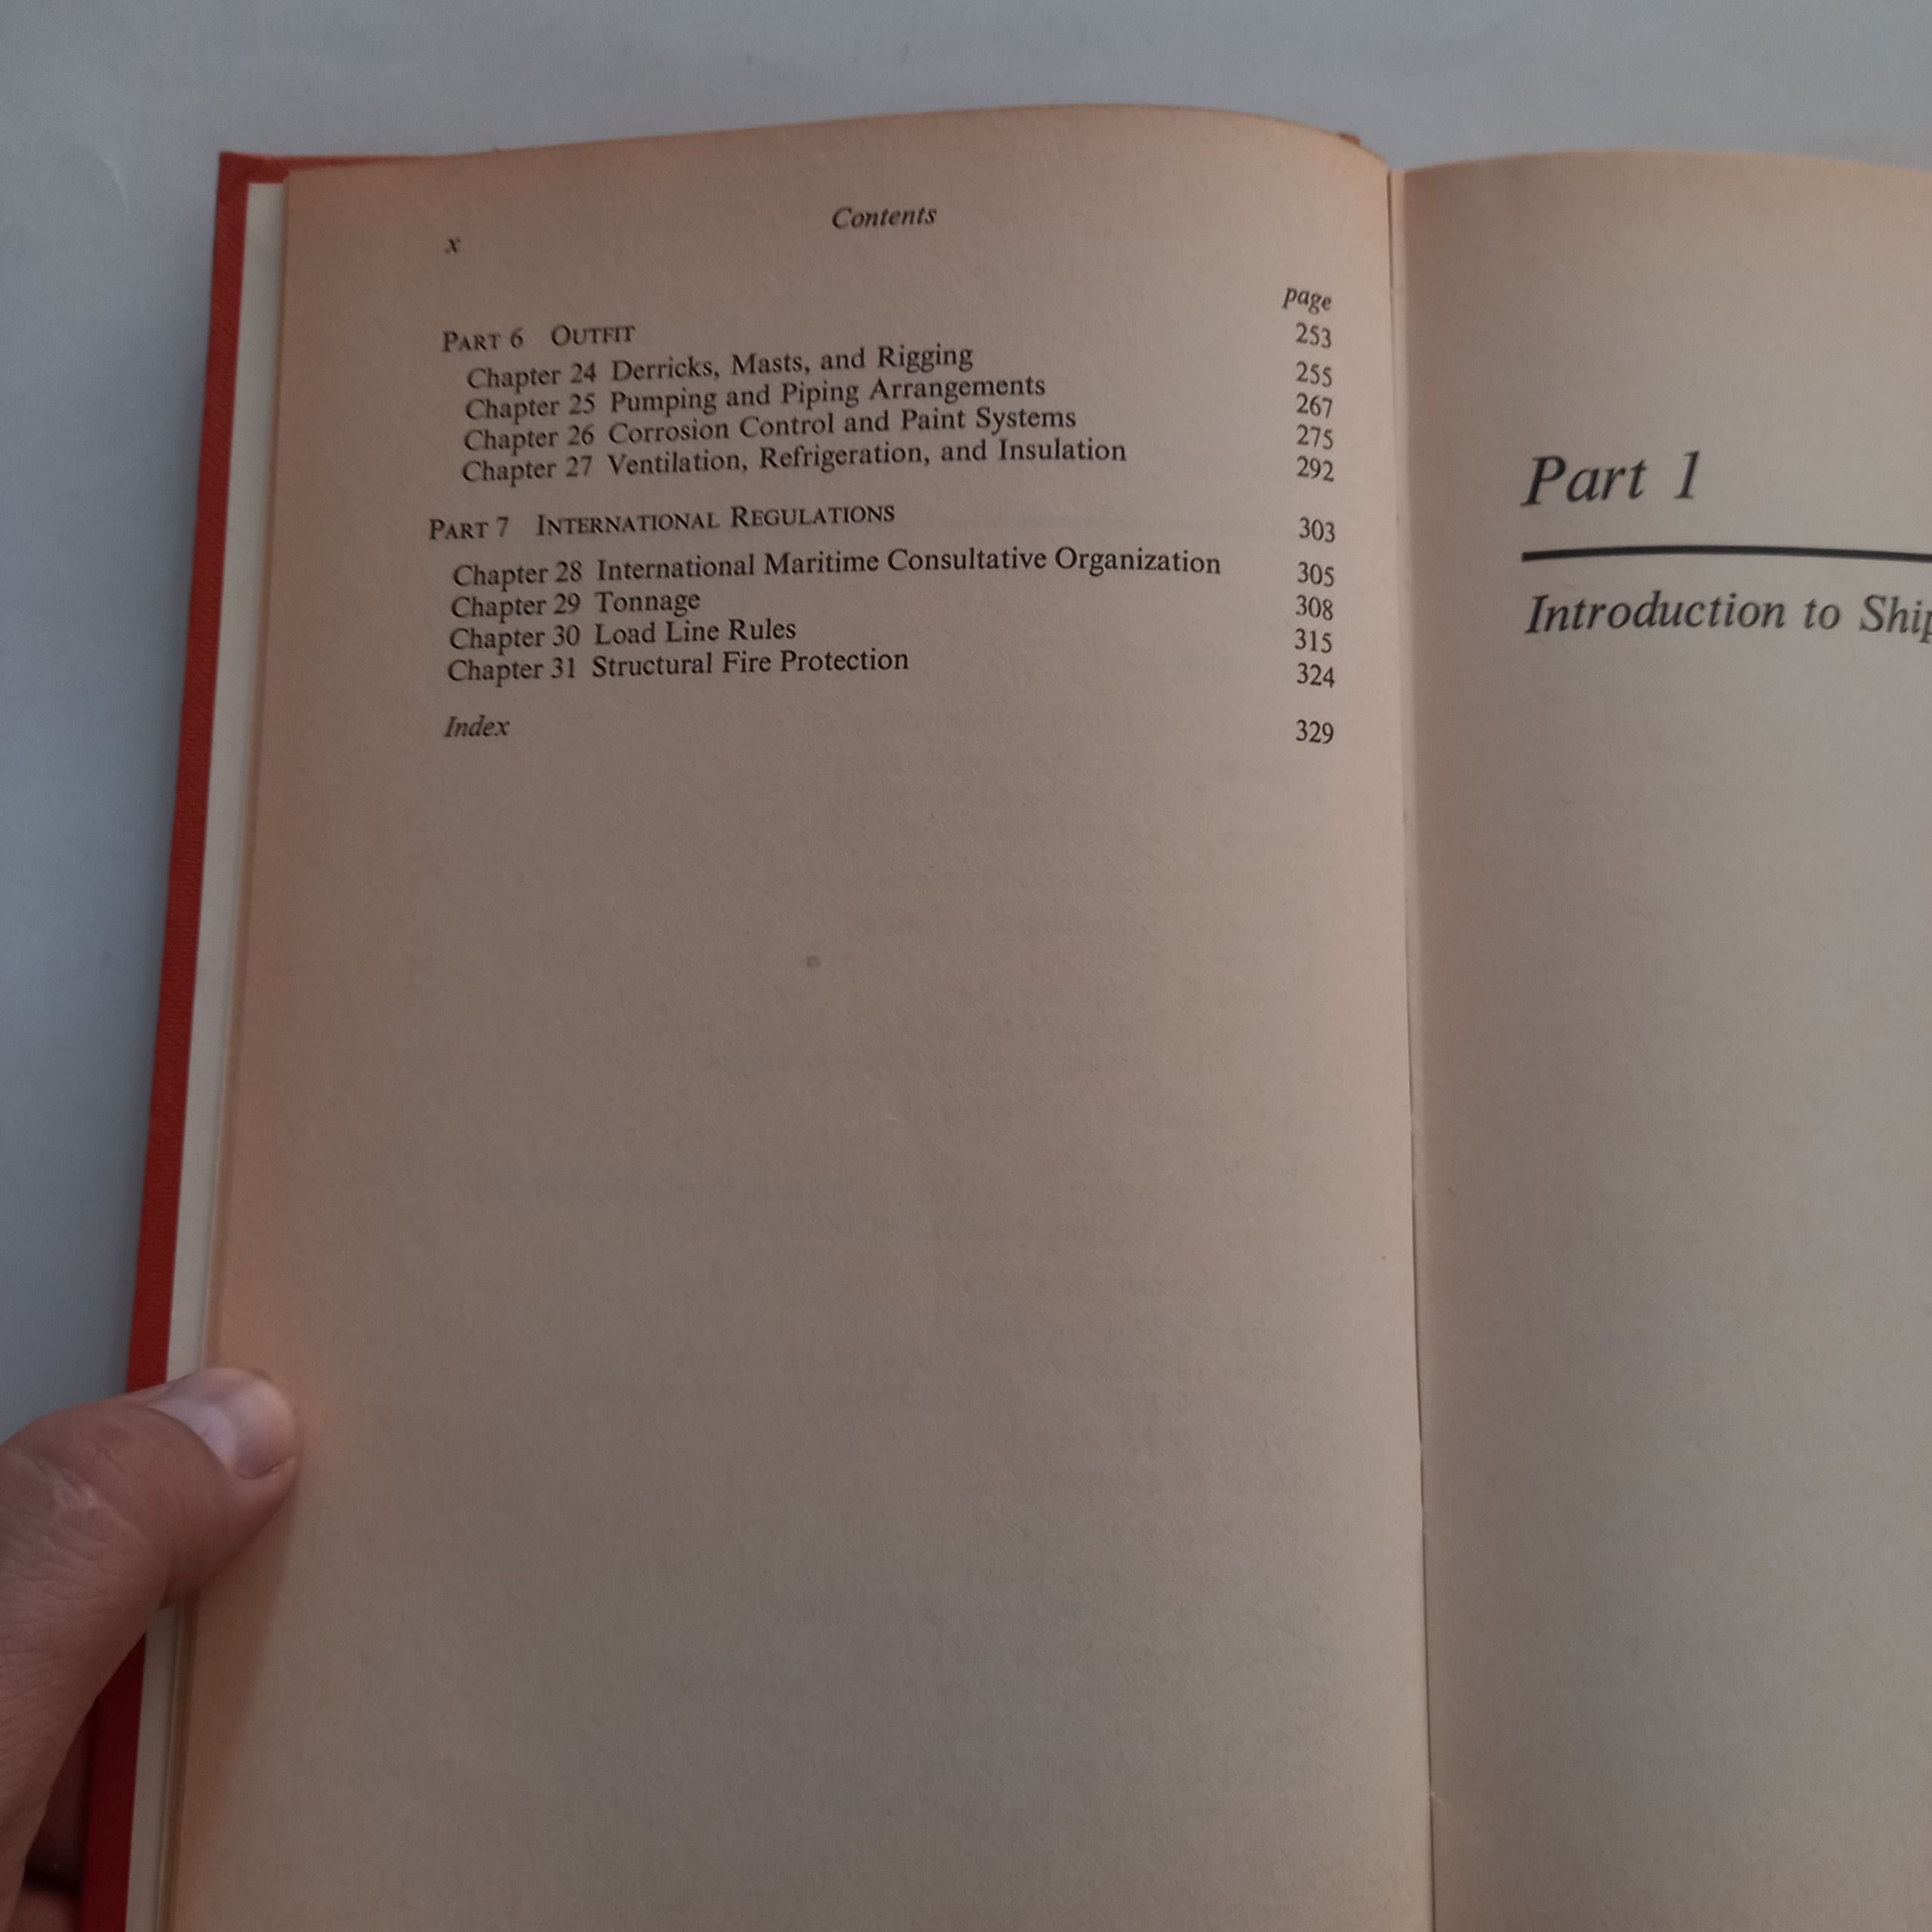 x
Contents
page
PART 6 OUTFIT 253
Chapter 24 Derricks, Masts, and Rigging 255
Chapter 25 Pumping and Piping Arrangements 267
Chapter 26 Corrosion Control and Paint Systems 275
Chapter 27 Ventilation, Refrigeration, and Insulation 292
PART 7 INTERNATIONAL REGULATIONS 303
Chapter 28 International Maritime Consultative Organization 305
Chapter 29 Tonnage 308
Chapter 30 Load Line Rules 315
Chapter 31 Structural Fire Protection 324
Index 329
Part 1
Introduction to Ship